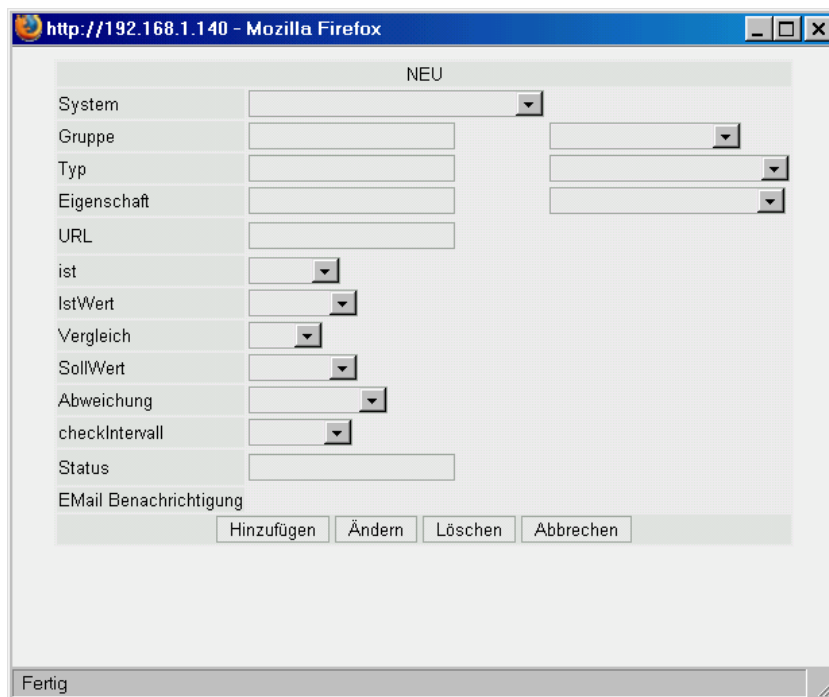 http://192.168.1.140 - Mozilla Firefox
NEU
System
Gruppe
Typ
Eigenschaft
URL
ist
IstWert
Vergleich
SollWert
Abweichung
checkIntervall
Status
EMail Benachrichtigung
Hinzufügen Ändern Löschen Abbrechen
Fertig